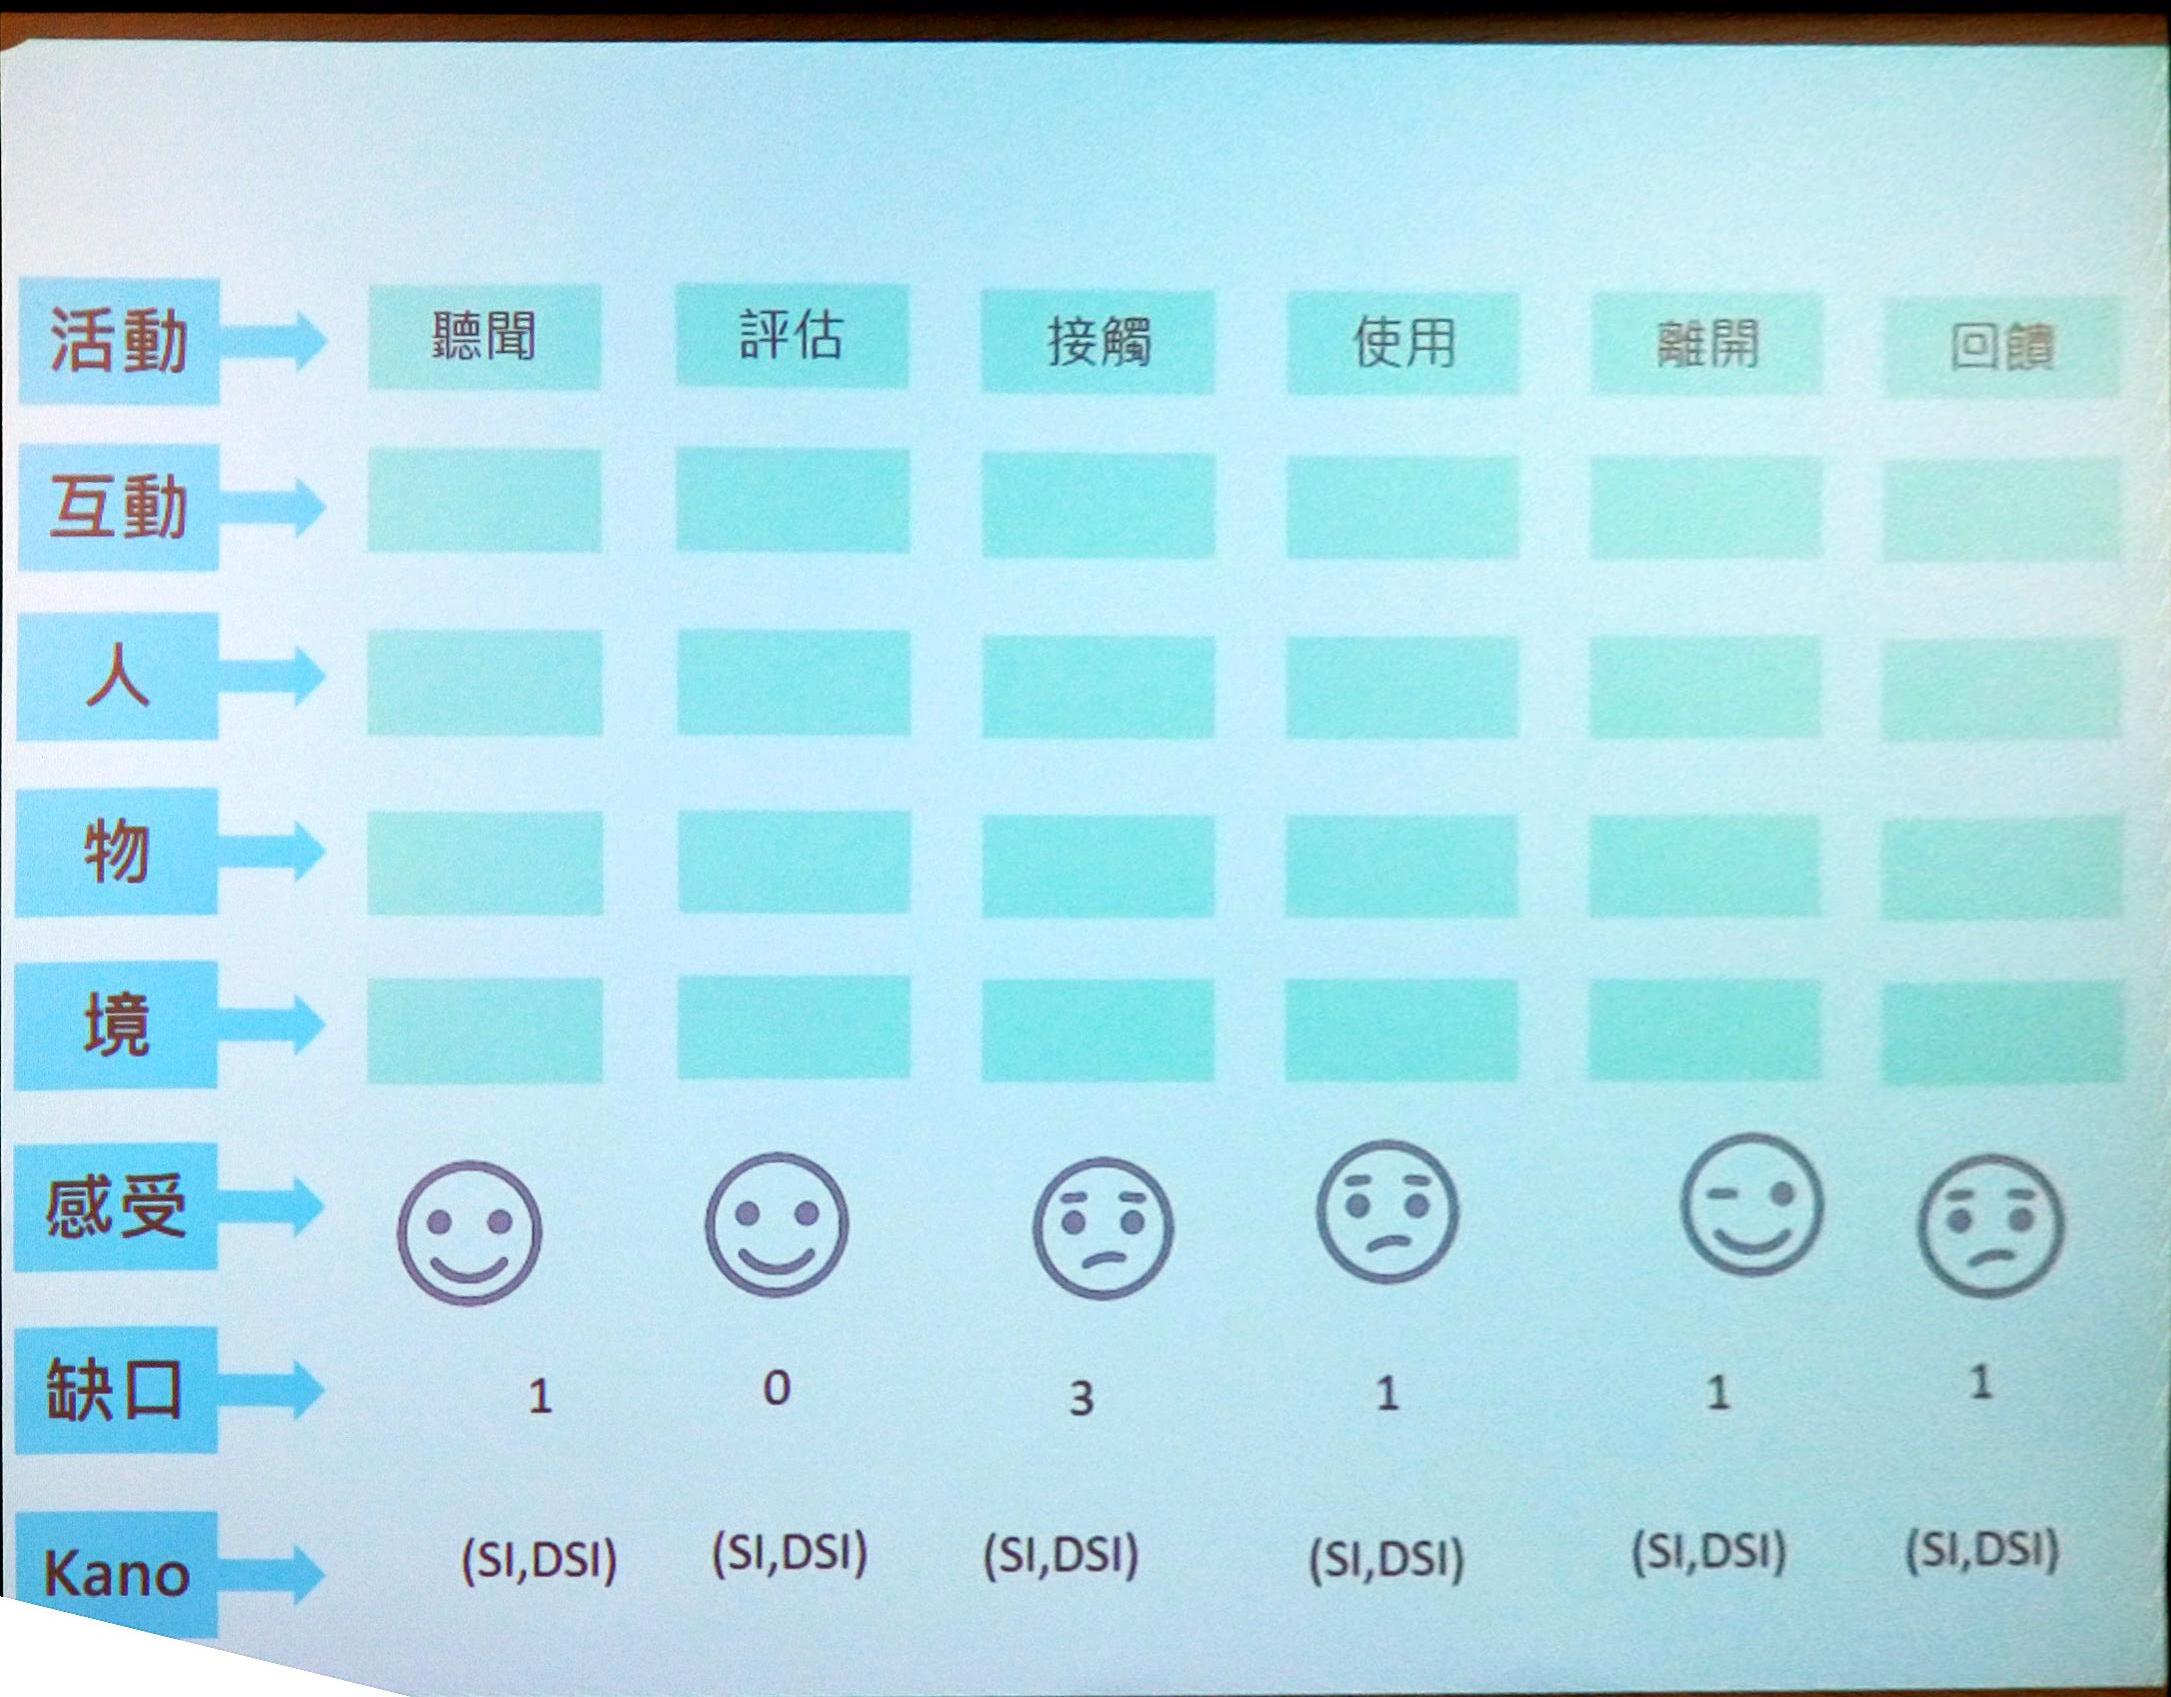 活動 聽聞 評估 接觸 使用 離開 回饋
互動
人
物
境
感受
缺口 1 0 3 1 1 1
Kano (SI,DSI) (SI,DSI) (SI,DSI) (SI,DSI) (SI,DSI) (SI,DSI)